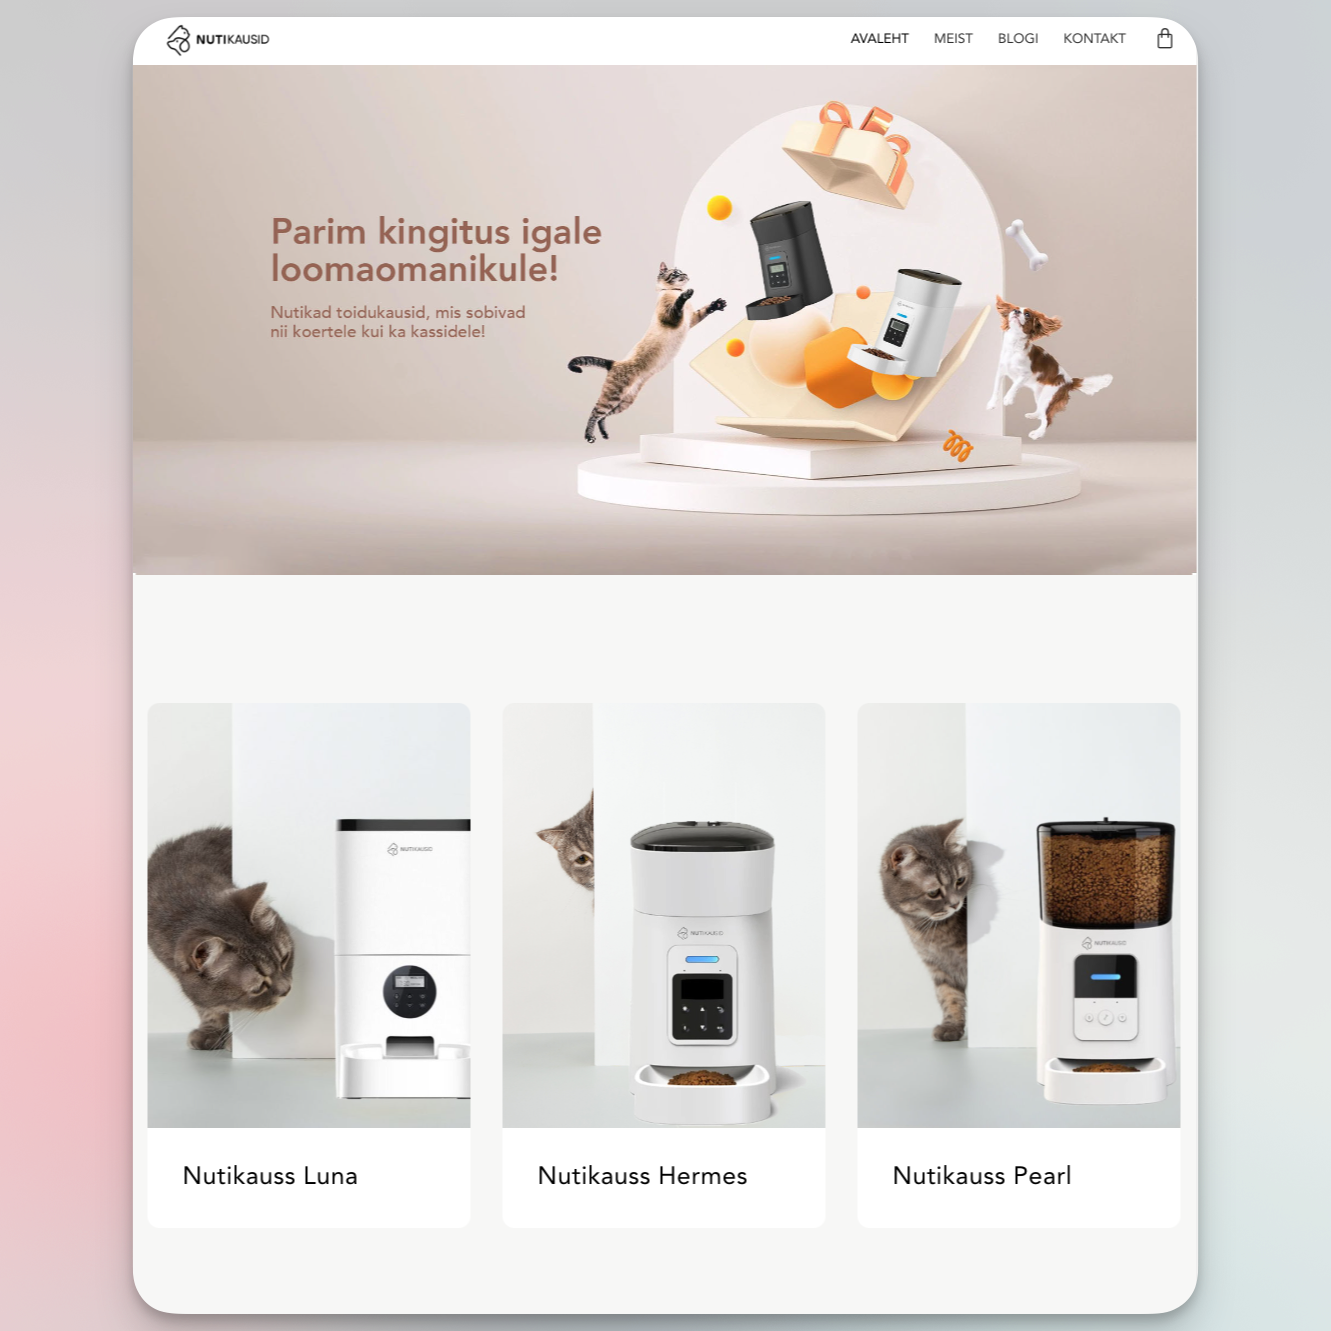 NUTIKAUSID
AVALEHT MEIST BLOGI KONTAKT
Parim kingitus igale
loomaomanikule!
Nutikad toidukausid, mis sobivad
nii koertele kui ka kassidele!
NUTIKAUSID
NUTIKAUSID
NUTIKAUSID
Nutikauss Luna
Nutikauss Hermes
Nutikauss Pearl